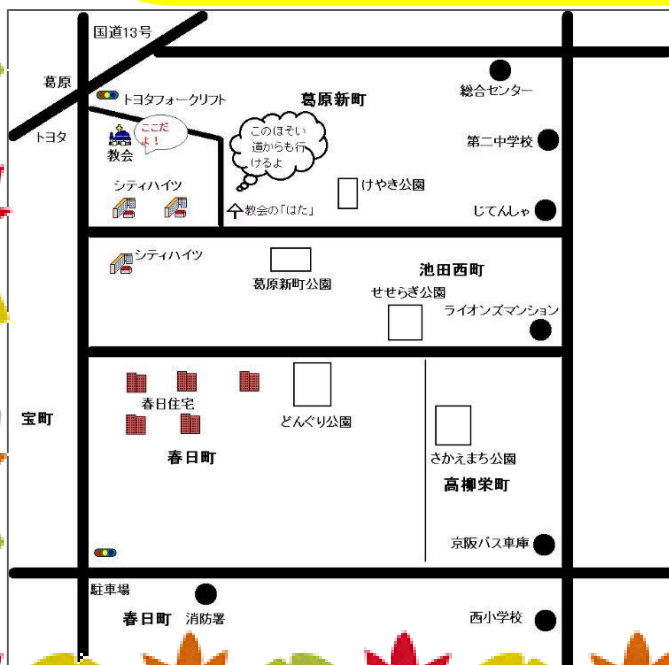 国道13号
葛原
トヨタフォークリフト
葛原新町
総合センター
トヨタ
ここだ
よ!
教会
このほそい
道からも行
けるよ
第二中学校
シティハイツ
けやき公園
教会の「はた」
じてんしゃ
シティハイツ
葛原新町公園
池田西町
せせらぎ公園
ライオンズマンション
春日住宅
どんぐり公園
宝町
春日町
さかえまち公園
高柳栄町
京阪バス車庫
駐車場
春日町
消防署
西小学校